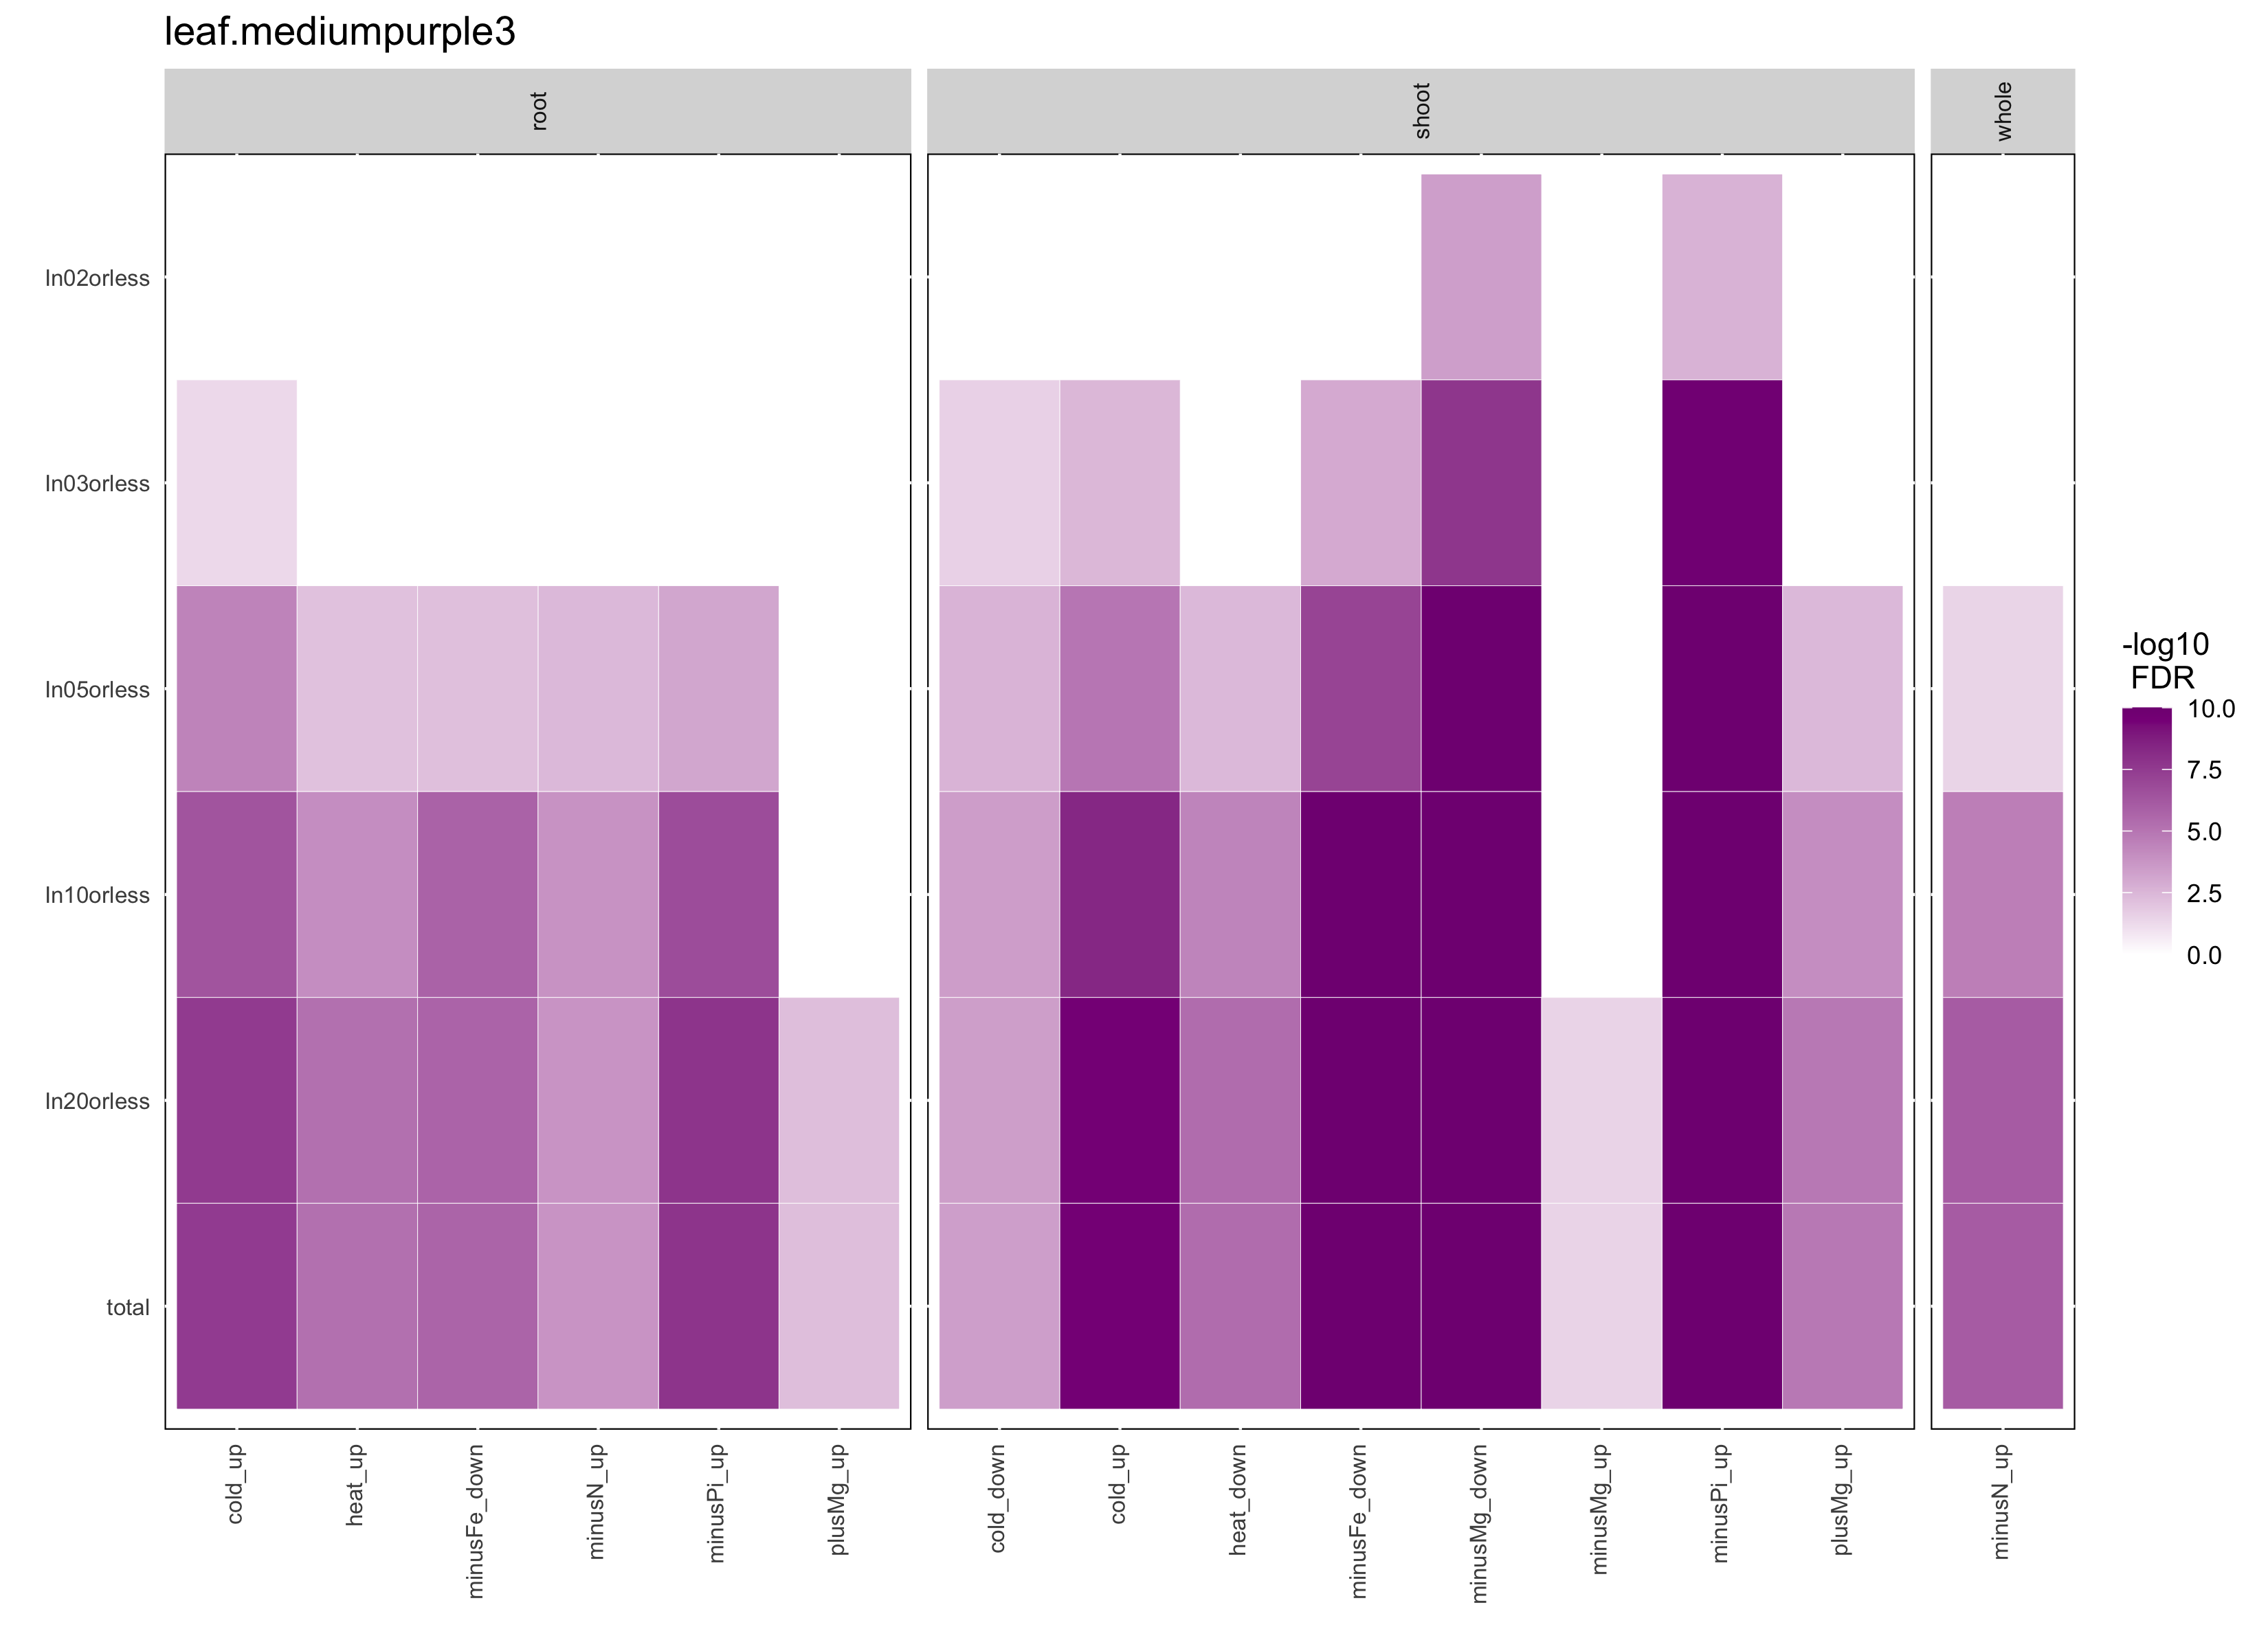 leaf.mediumpurple3
root
shoot
whole
In02orless
In03orless
In05orless
In10orless
In20orless
total
cold_up
heat_up
minusFe_down
minusN_up
minusPi_up
plusMg_up
cold_down
cold_up
heat_down
minusFe_down
minusMg_down
minusMg_up
minusPi_up
plusMg_up
minusN_up
-log10
FDR
10.0
7.5
5.0
2.5
0.0